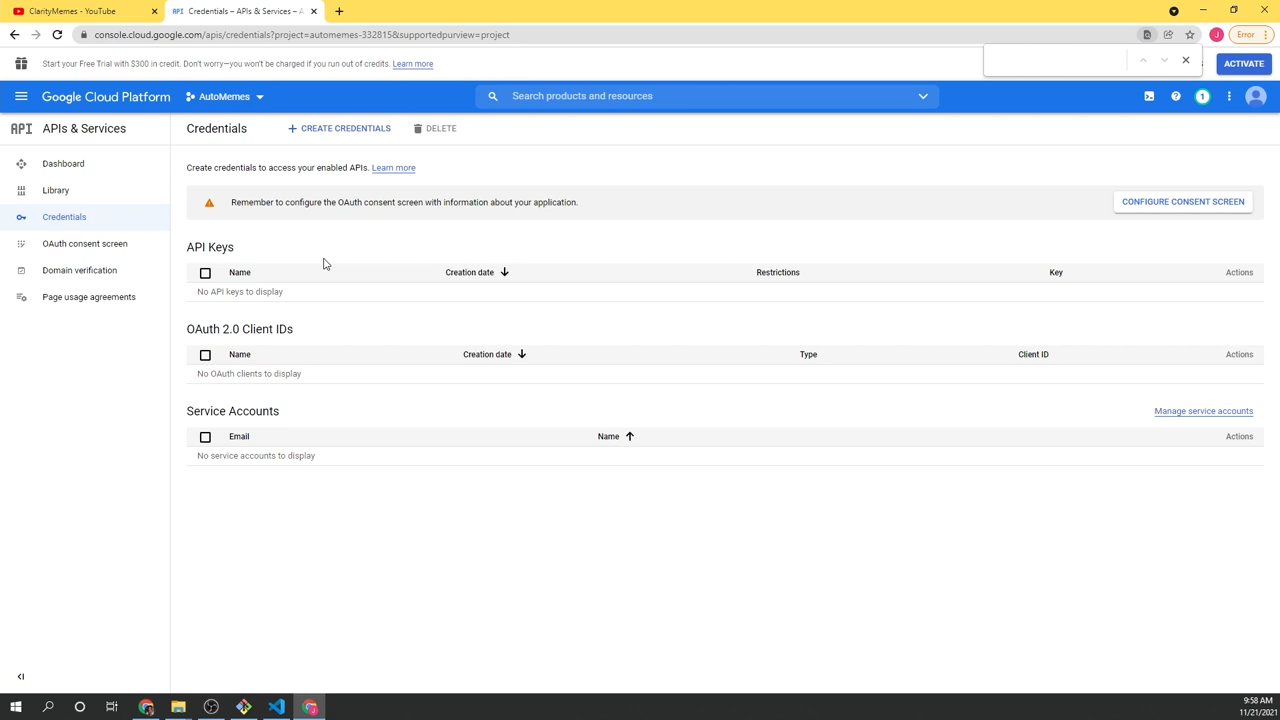 ClarityMemes - YouTube
API Credentials – APIs & Services – A
console.cloud.google.com/apis/credentials?project=automemes-332815&supportedpurview=project
J
Error
Start your Free Trial with $300 in credit. Don't worry—you won't be charged if you run out of credits. Learn more
ACTIVATE
Google Cloud Platform
AutoMemes
Search products and resources
1
API APIs & Services
Credentials
CREATE CREDENTIALS
DELETE
Dashboard
Library
Credentials
OAuth consent screen
Domain verification
Page usage agreements
Create credentials to access your enabled APIs. Learn more
Remember to configure the OAuth consent screen with information about your application.
CONFIGURE CONSENT SCREEN
API Keys
Name Creation date Restrictions Key Actions
No API keys to display
OAuth 2.0 Client IDs
Name Creation date Type Client ID Actions
No OAuth clients to display
Service Accounts
Manage service accounts
Email Name Actions
No service accounts to display
9:58 AM
11/21/2021